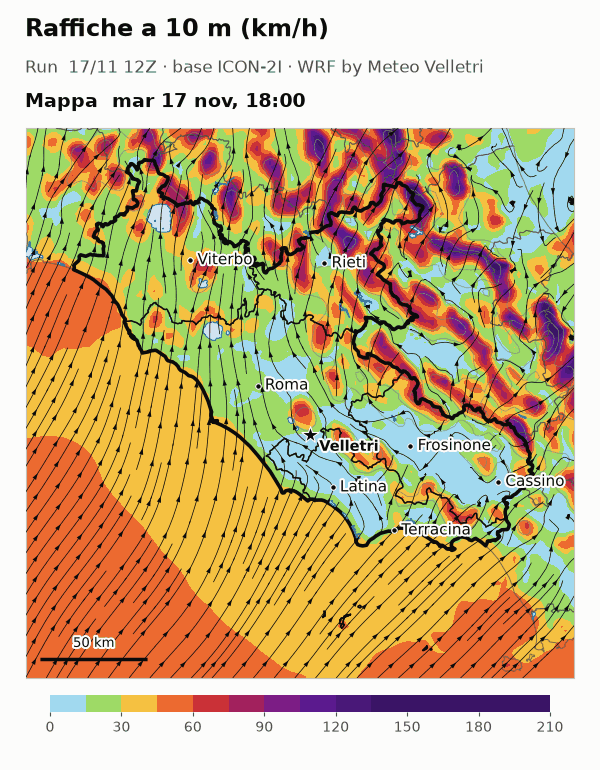 Raffiche a 10 m (km/h)
Run  17/11 12Z · base ICON-2I · WRF by Meteo Velletri
Mappa  mar 17 nov, 18:00
Viterbo
Rieti
Roma
Velletri
Frosinone
Latina
Cassino
Terracina
50 km
0 30 60 90 120 150 180 210